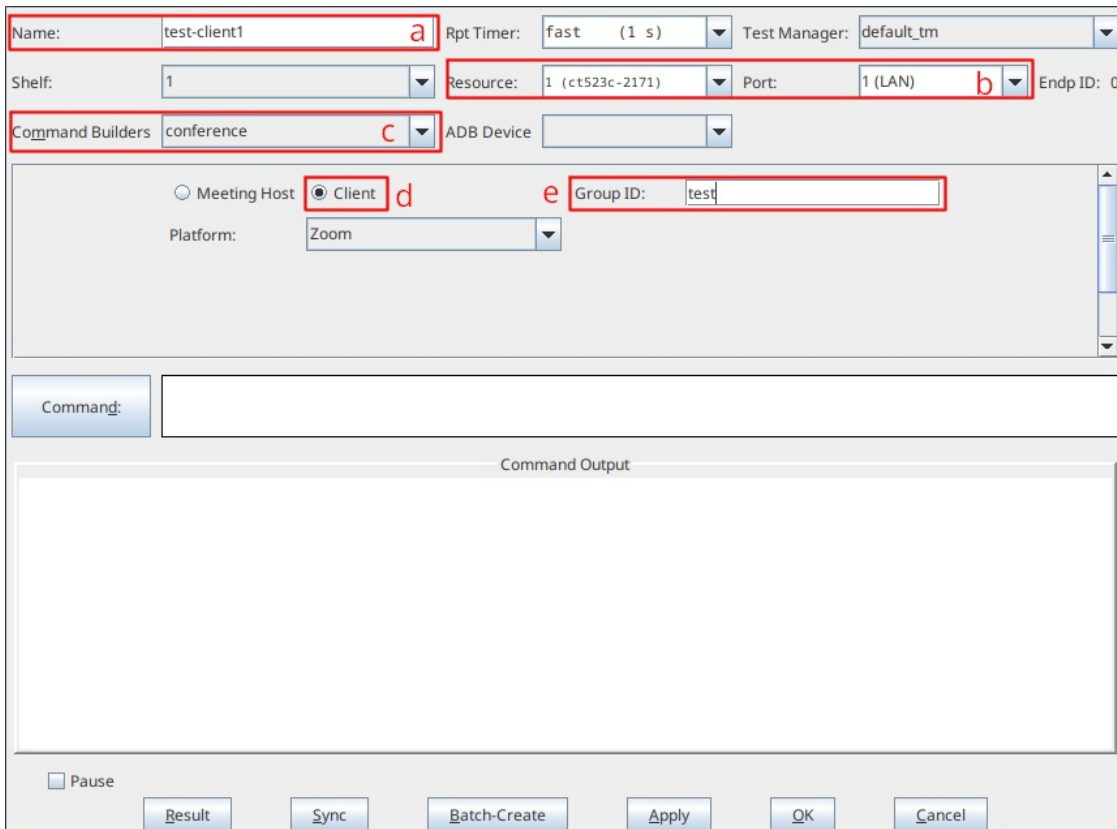 Name: test-client1 a Rpt Timer: fast (1 s) Test Manager: default_tm
Shelf: 1 Resource: 1 (ct523c-2171) Port: 1 (LAN) b Endp ID: 0
Command Builders conference c ADB Device
Meeting Host Client d e Group ID: test
Platform: Zoom
Command:
Command Output
Pause
Result Sync Batch-Create Apply OK Cancel